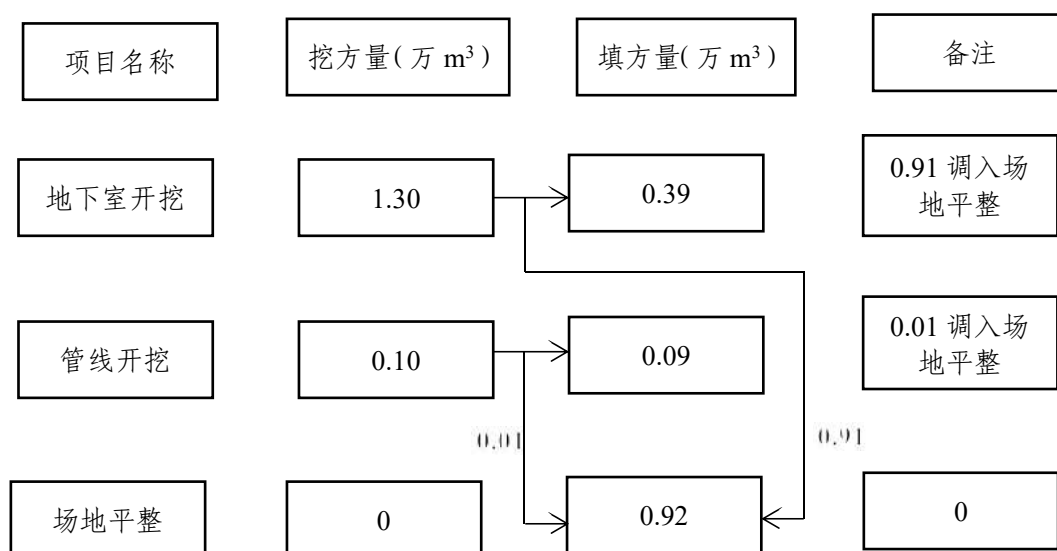 项目名称
挖方量(万 m³)
填方量(万 m³)
备注
地下室开挖
1.30
0.39
0.91 调入场
地平整
管线开挖
0.10
0.09
0.01 调入场
地平整
0.01
0.91
场地平整
0
0.92
0